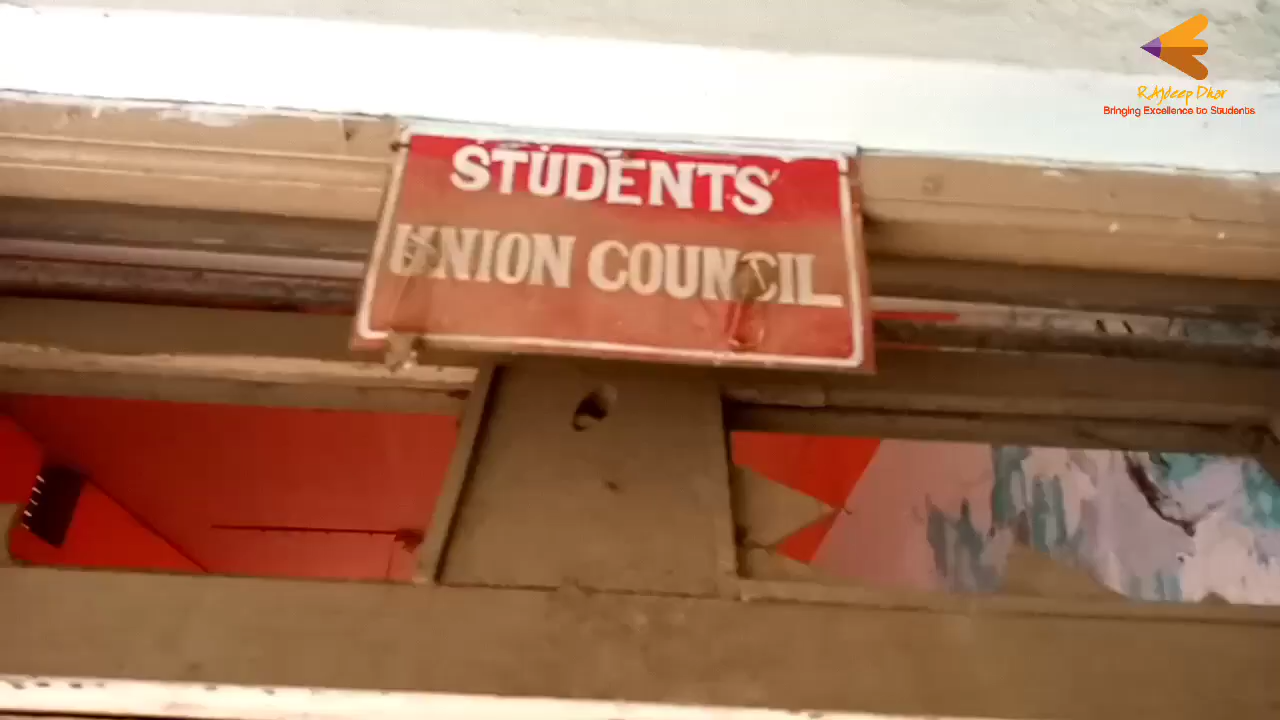 RAJdeep Dhar
Bringing Excellence to Students
STUDENTS'
UNION COUNCIL